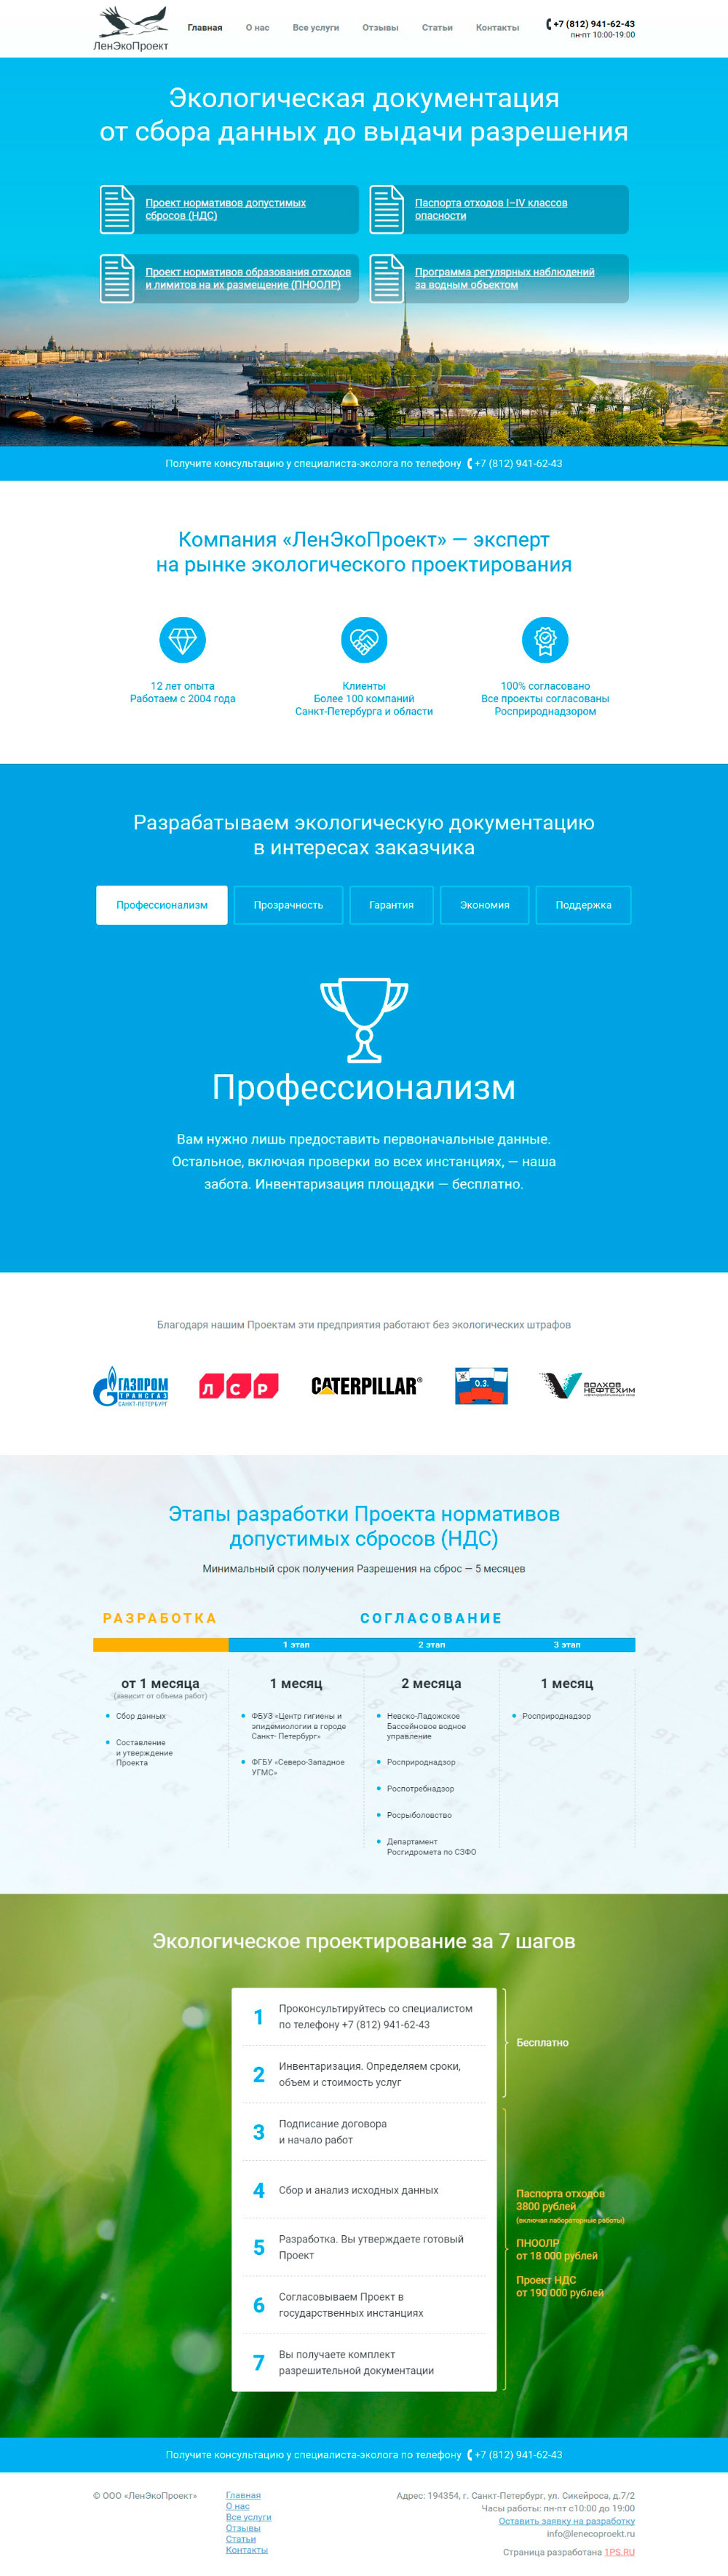 ЛенЭкоПроект
Главная
О нас
Все услуги
Отзывы
Статьи
Контакты
+7 (812) 941-62-43
пн-пт 10:00-19:00
Экологическая документация
от сбора данных до выдачи разрешения
Проект нормативов допустимых
сбросов (НДС)
Паспорта отходов I–IV классов
опасности
Проект нормативов образования отходов
и лимитов на их размещение (ПНООЛР)
Программа регулярных наблюдений
за водным объектом
Получите консультацию у специалиста-эколога по телефону +7 (812) 941-62-43
Компания «ЛенЭкоПроект» — эксперт
на рынке экологического проектирования
12 лет опыта
Работаем с 2004 года
Клиенты
Более 100 компаний
Санкт-Петербурга и области
100% согласовано
Все проекты согласованы
Росприроднадзором
Разрабатываем экологическую документацию
в интересах заказчика
Профессионализм
Прозрачность
Гарантия
Экономия
Поддержка
Профессионализм
Вам нужно лишь предоставить первоначальные данные.
Остальное, включая проверки во всех инстанциях, — наша
забота. Инвентаризация площадки — бесплатно.
Благодаря нашим Проектам эти предприятия работают без экологических штрафов
ГАЗПРОМ
ТРАНСГАЗ
САНКТ-ПЕТЕРБУРГ
ЛСР
CATERPILLAR®
О.З.
ВОЛХОВ
НЕФТЕХИМ
Этапы разработки Проекта нормативов
допустимых сбросов (НДС)
Минимальный срок получения Разрешения на сброс — 5 месяцев
РАЗРАБОТКА
СОГЛАСОВАНИЕ
1 этап
2 этап
3 этап
от 1 месяца
(зависит от объема работ)
Сбор данных
Составление
и утверждение
Проекта
1 месяц
ФБУЗ «Центр гигиены и
эпидемиологии в городе
Санкт- Петербург»
ФГБУ «Северо-Западное
УГМС»
2 месяца
Невско-Ладожское
Бассейновое водное
управление
Росприроднадзор
Роспотребнадзор
Росрыболовство
Департамент
Росгидромета по СЗФО
1 месяц
Росприроднадзор
Экологическое проектирование за 7 шагов
1
Проконсультируйтесь со специалистом
по телефону +7 (812) 941-62-43
2
Инвентаризация. Определяем сроки,
объем и стоимость услуг
Бесплатно
3
Подписание договора
и начало работ
4
Сбор и анализ исходных данных
5
Разработка. Вы утверждаете готовый
Проект
6
Согласовываем Проект в
государственных инстанциях
7
Вы получаете комплект
разрешительной документации
Паспорта отходов
3800 рублей
(включая лабораторные работы)
ПНООЛР
от 18 000 рублей
Проект НДС
от 190 000 рублей
Получите консультацию у специалиста-эколога по телефону +7 (812) 941-62-43
© ООО «ЛенЭкоПроект»
Главная
О нас
Все услуги
Отзывы
Статьи
Контакты
Адрес: 194354, г. Санкт-Петербург, ул. Сикейроса, д.7/2
Часы работы: пн-пт с10:00 до 19:00
Оставить заявку на разработку
info@lenecoproekt.ru
Страница разработана 1PS.RU